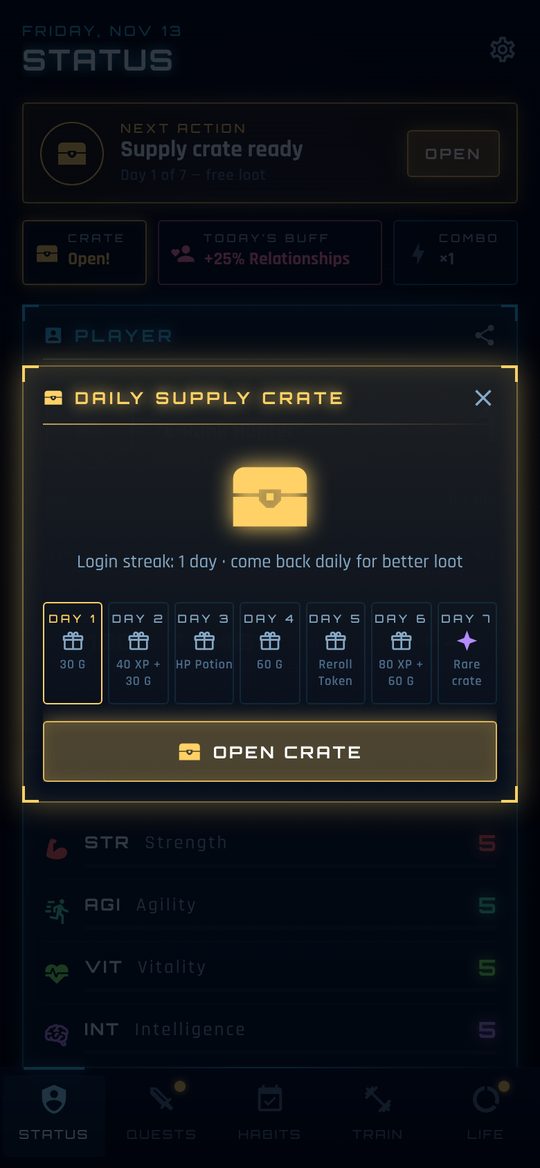 FRIDAY, NOV 13
STATUS
NEXT ACTION
Supply crate ready
Day 1 of 7 – free loot
OPEN
CRATE
Open!
TODAY'S BUFF
+25% Relationships
COMBO
×1
PLAYER
DAILY SUPPLY CRATE
Login streak: 1 day · come back daily for better loot
DAY 1
30 G
DAY 2
40 XP +
30 G
DAY 3
HP Potion
DAY 4
60 G
DAY 5
Reroll
Token
DAY 6
80 XP +
60 G
DAY 7
Rare
crate
OPEN CRATE
STR Strength 5
AGI Agility 5
VIT Vitality 5
INT Intelligence 5
STATUS
QUESTS
HABITS
TRAIN
LIFE